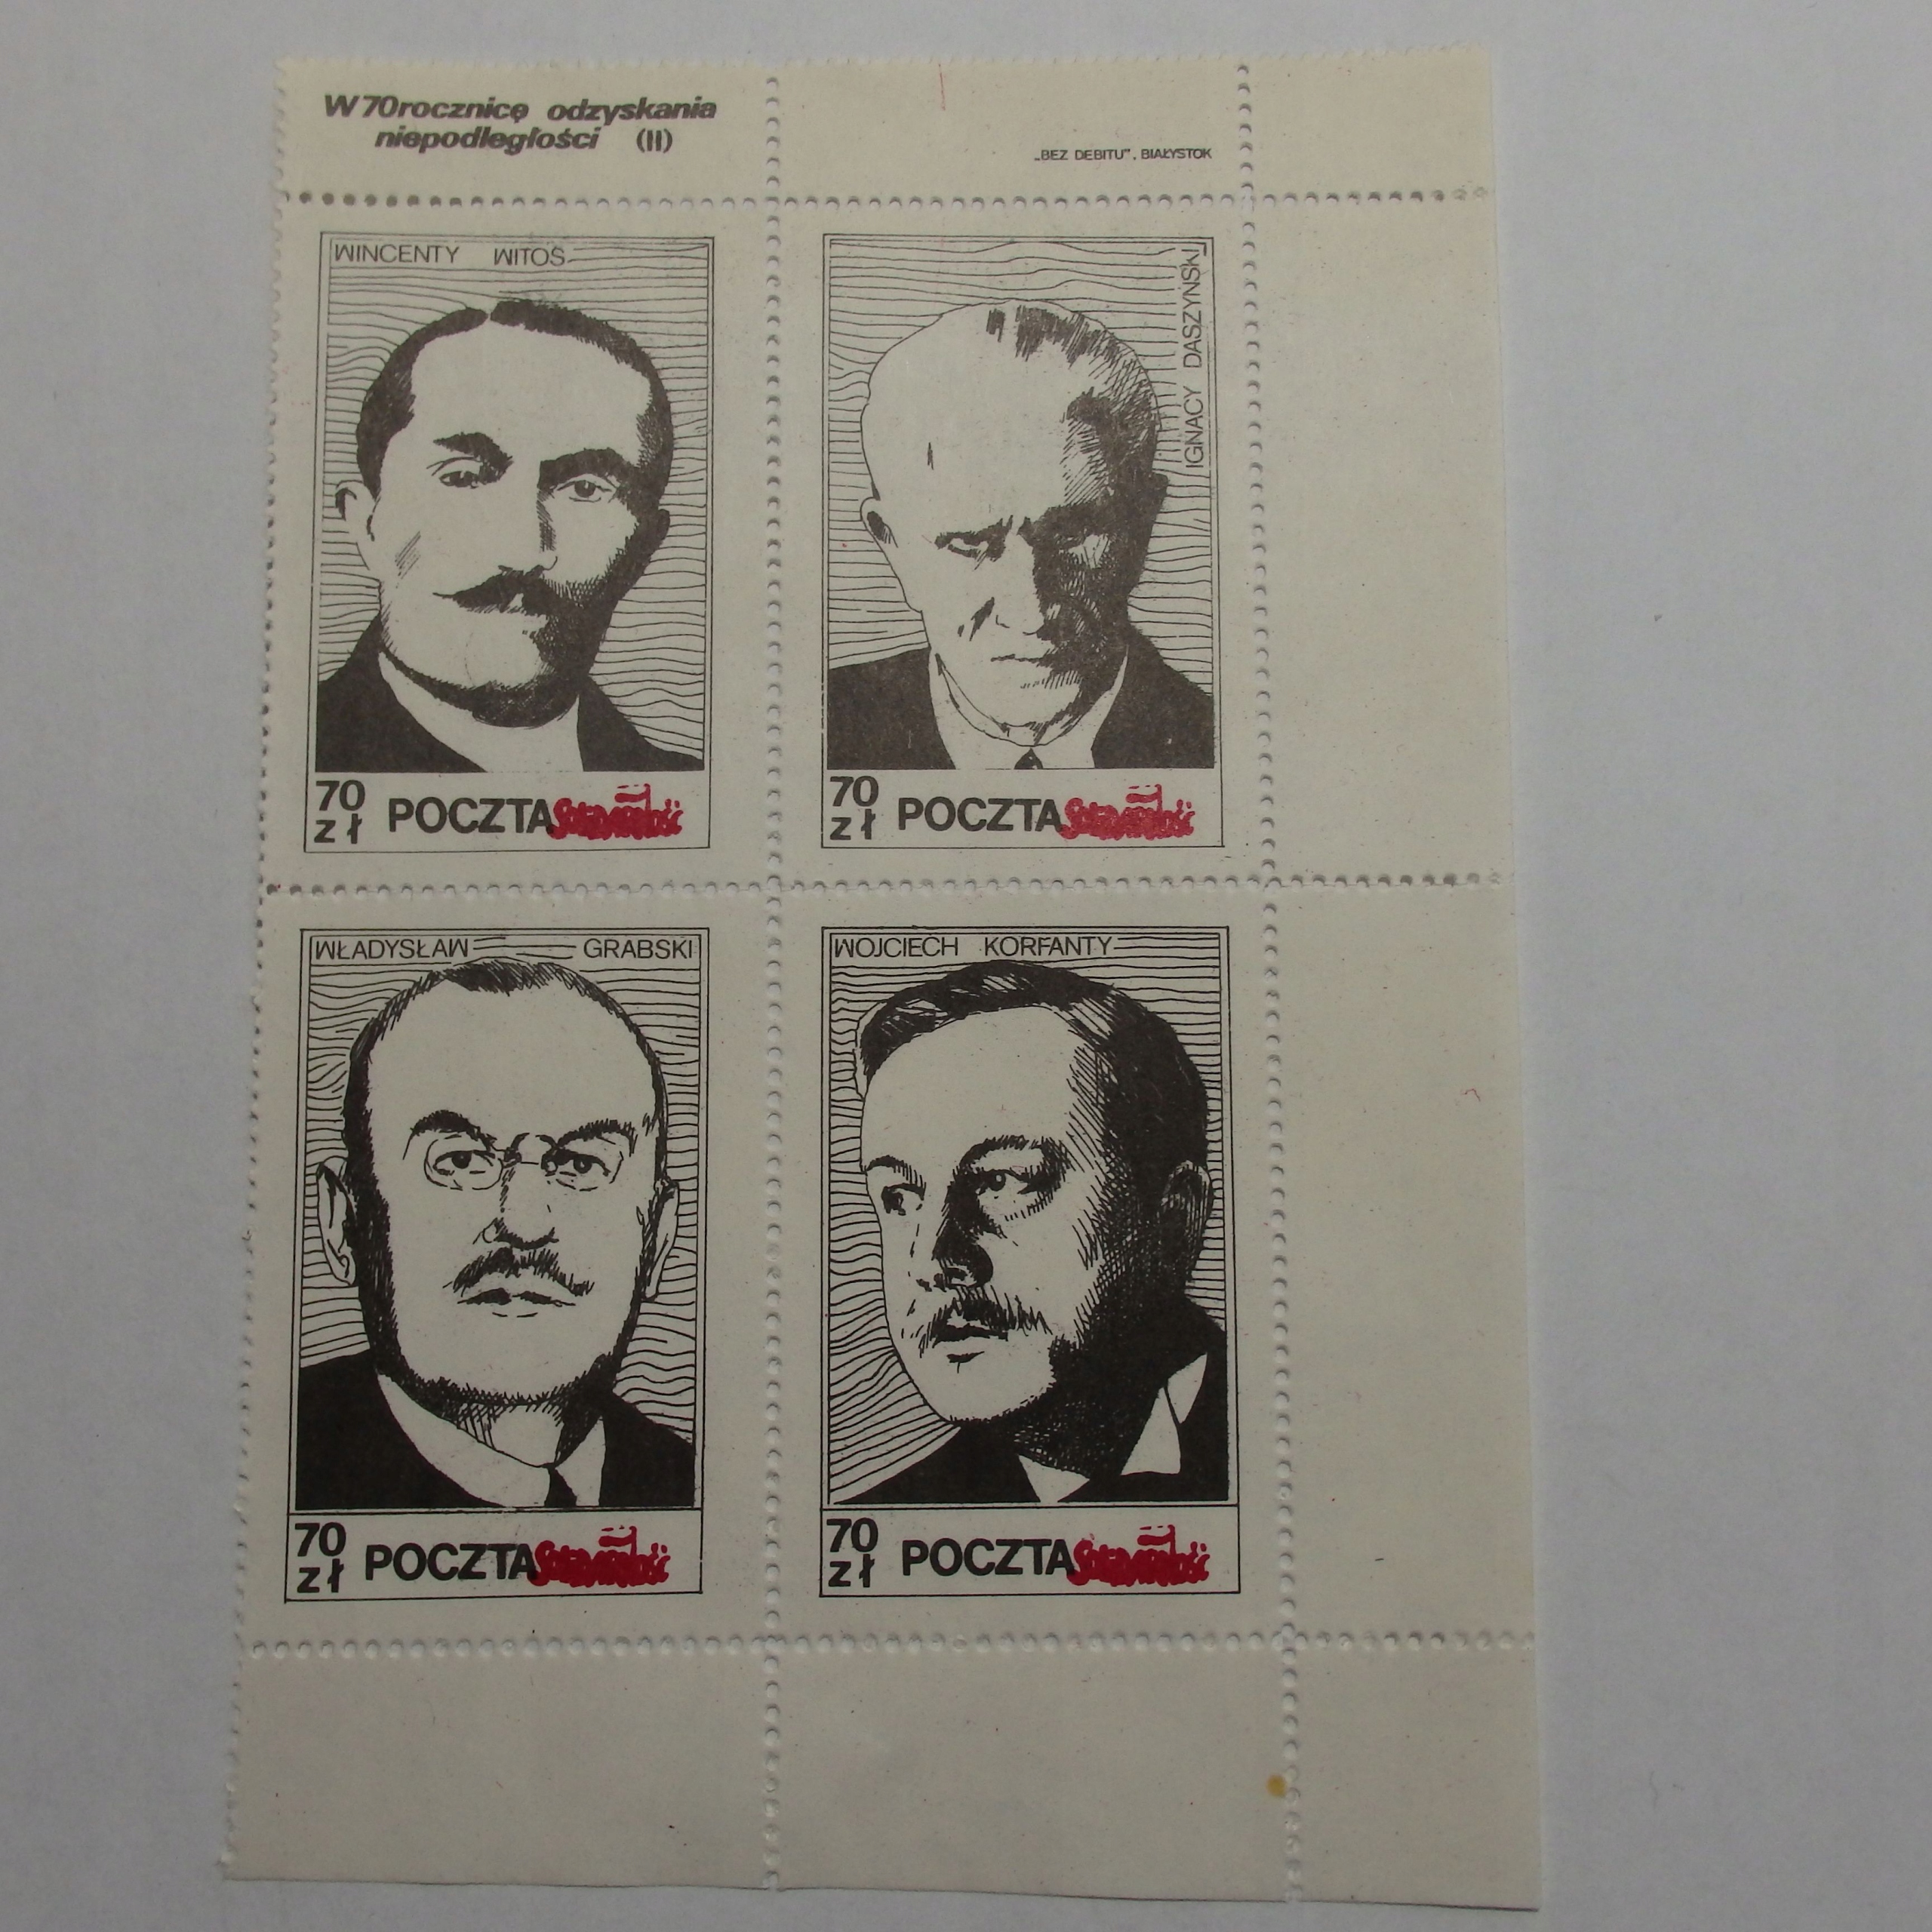 W 70 rocznicę odzyskania
niepodległości (II)
„BEZ DEBITU”, BIAŁYSTOK
WINCENTY WITOS
70
zł POCZTA Solidarność
IGNACY DASZYŃSKI
70
zł POCZTA Solidarność
WŁADYSŁAW GRABSKI
70
zł POCZTA Solidarność
WOJCIECH KORFANTY
70
zł POCZTA Solidarność